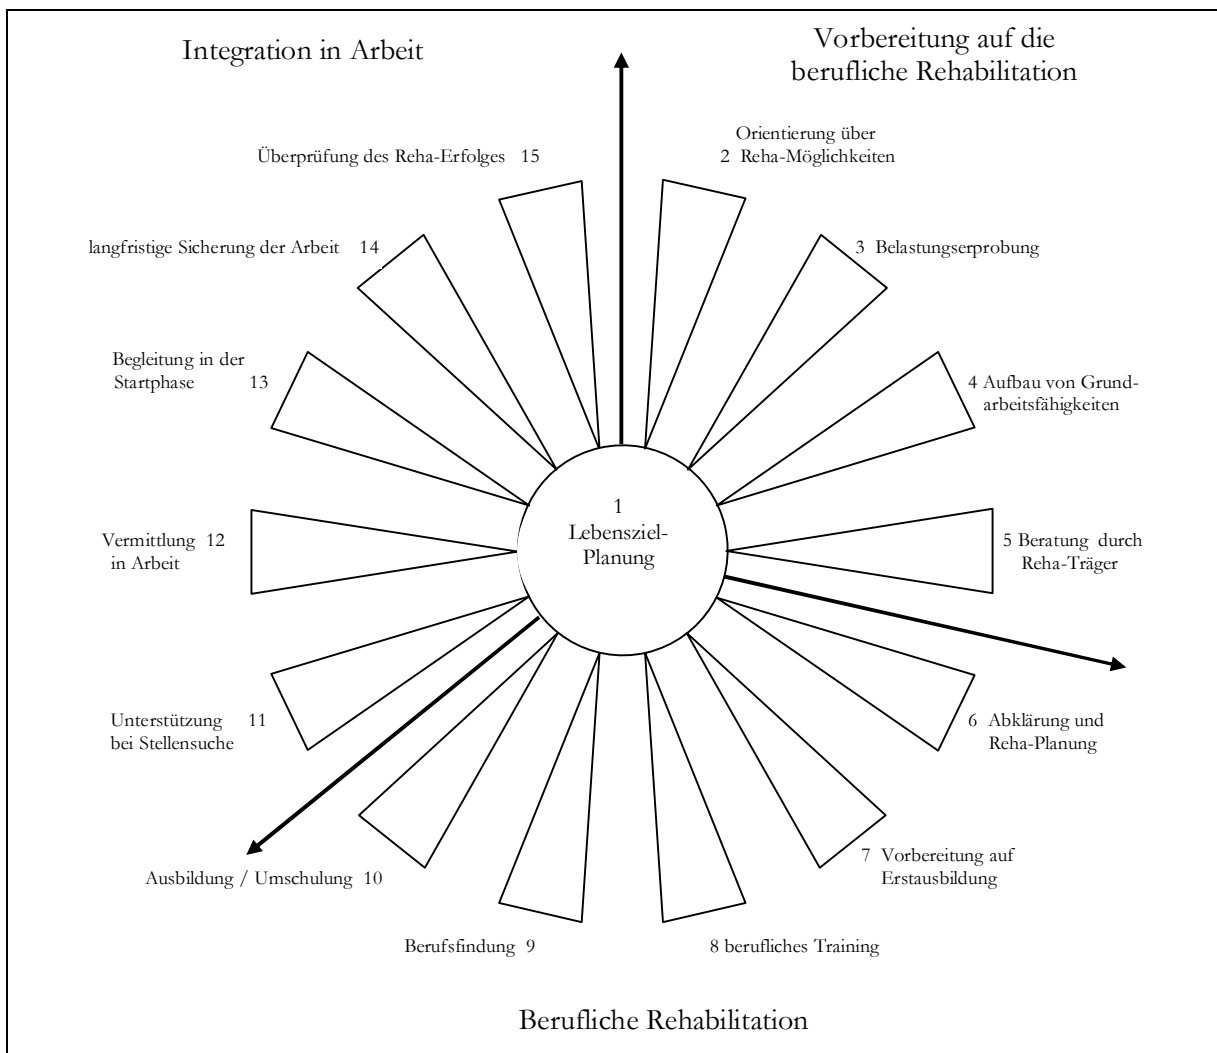 Integration in Arbeit
Vorbereitung auf die
berufliche Rehabilitation
Orientierung über
2 Reha-Möglichkeiten
Überprüfung des Reha-Erfolges 15
langfristige Sicherung der Arbeit 14
3 Belastungserprobung
Begleitung in der
Startphase 13
4 Aufbau von Grund-
arbeitsfähigkeiten
1
Lebensziel-
Planung
Vermittlung 12
in Arbeit
5 Beratung durch
Reha-Träger
Unterstützung 11
bei Stellensuche
6 Abklärung und
Reha-Planung
7 Vorbereitung auf
Erstausbildung
Ausbildung / Umschulung 10
Berufsfindung 9
8 berufliches Training
Berufliche Rehabilitation